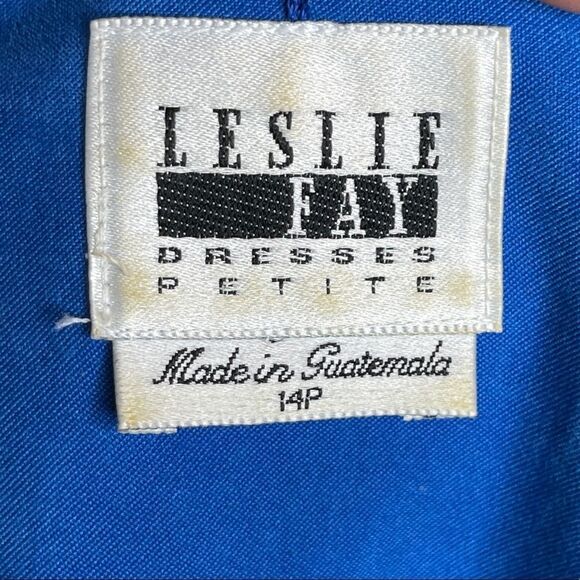 LESLIE
FAY
DRESSES
PETITE
Made in Guatemala
14P